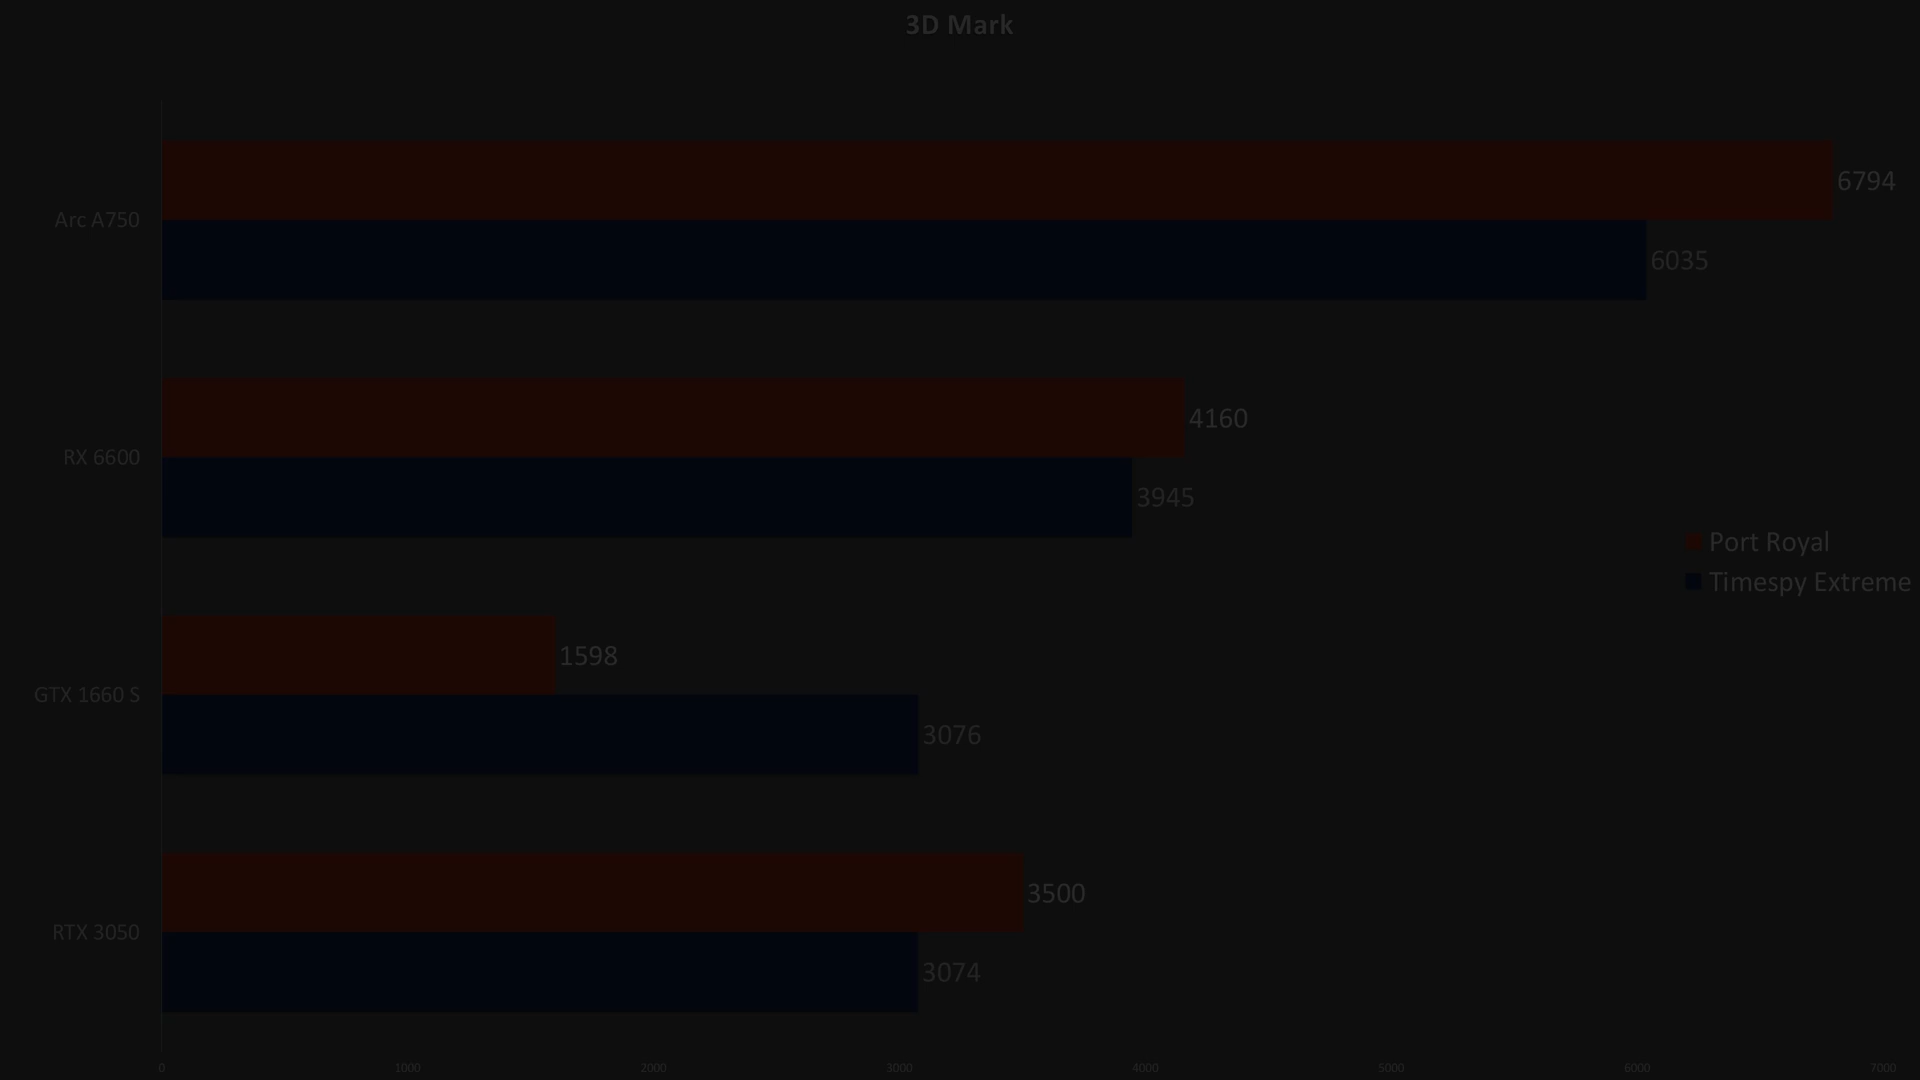 3D Mark
Arc A750
6794
6035
RX 6600
4160
3945
GTX 1660 S
1598
3076
RTX 3050
3500
3074
Port Royal
Timespy Extreme
0 1000 2000 3000 4000 5000 6000 7000